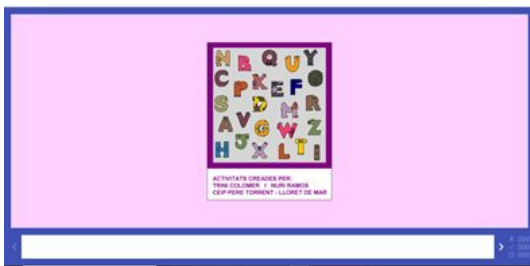 N B Q U Y
C P K E F O
S D M R
A V G W Z
H J X L T I
ACTIVITATS CREADES PER:
TRINI COLOMER I NURI RAMOS
CEIP PERE TORRENT - LLORET DE MAR